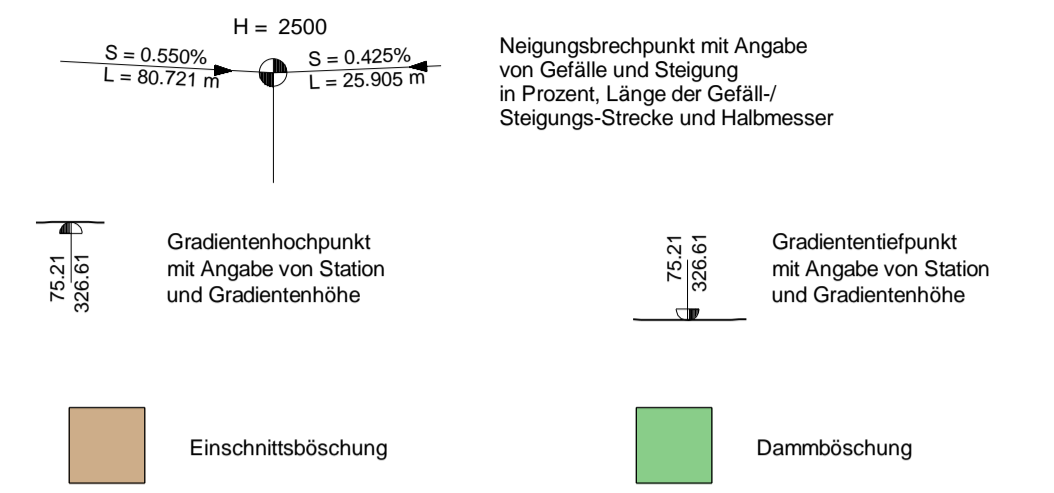 H = 2500
S = 0.550%
L = 80.721 m
S = 0.425%
L = 25.905 m
Neigungsbrechpunkt mit Angabe
von Gefälle und Steigung
in Prozent, Länge der Gefäll-/
Steigungs-Strecke und Halbmesser
75.21
326.61
Gradientenhochpunkt
mit Angabe von Station
und Gradientenhöhe
75.21
326.61
Gradiententiefpunkt
mit Angabe von Station
und Gradientenhöhe
Einschnittsböschung
Dammböschung